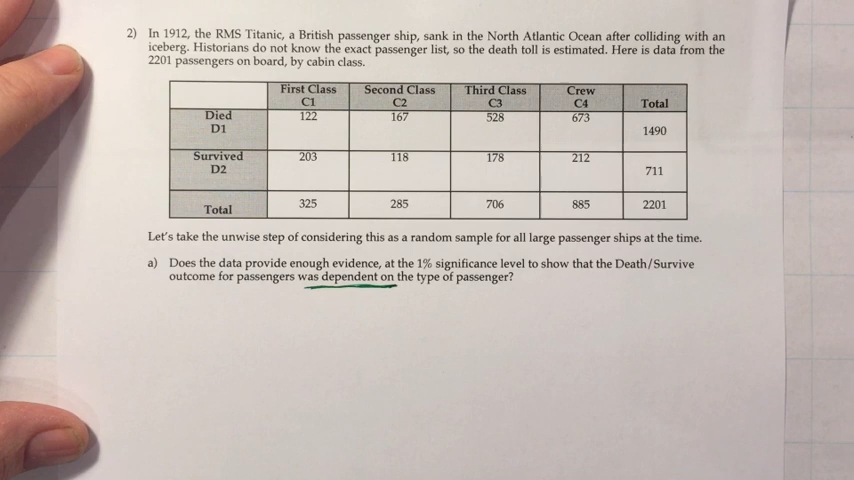 2) In 1912, the RMS Titanic, a British passenger ship, sank in the North Atlantic Ocean after colliding with an
iceberg. Historians do not know the exact passenger list, so the death toll is estimated. Here is data from the
2201 passengers on board, by cabin class.
First Class Second Class Third Class Crew
C1 C2 C3 C4 Total
Died 122 167 528 673
D1 1490
Survived 203 118 178 212
D2 711
Total 325 285 706 885 2201
Let's take the unwise step of considering this as a random sample for all large passenger ships at the time.
a) Does the data provide enough evidence, at the 1% significance level to show that the Death/Survive
outcome for passengers was dependent on the type of passenger?